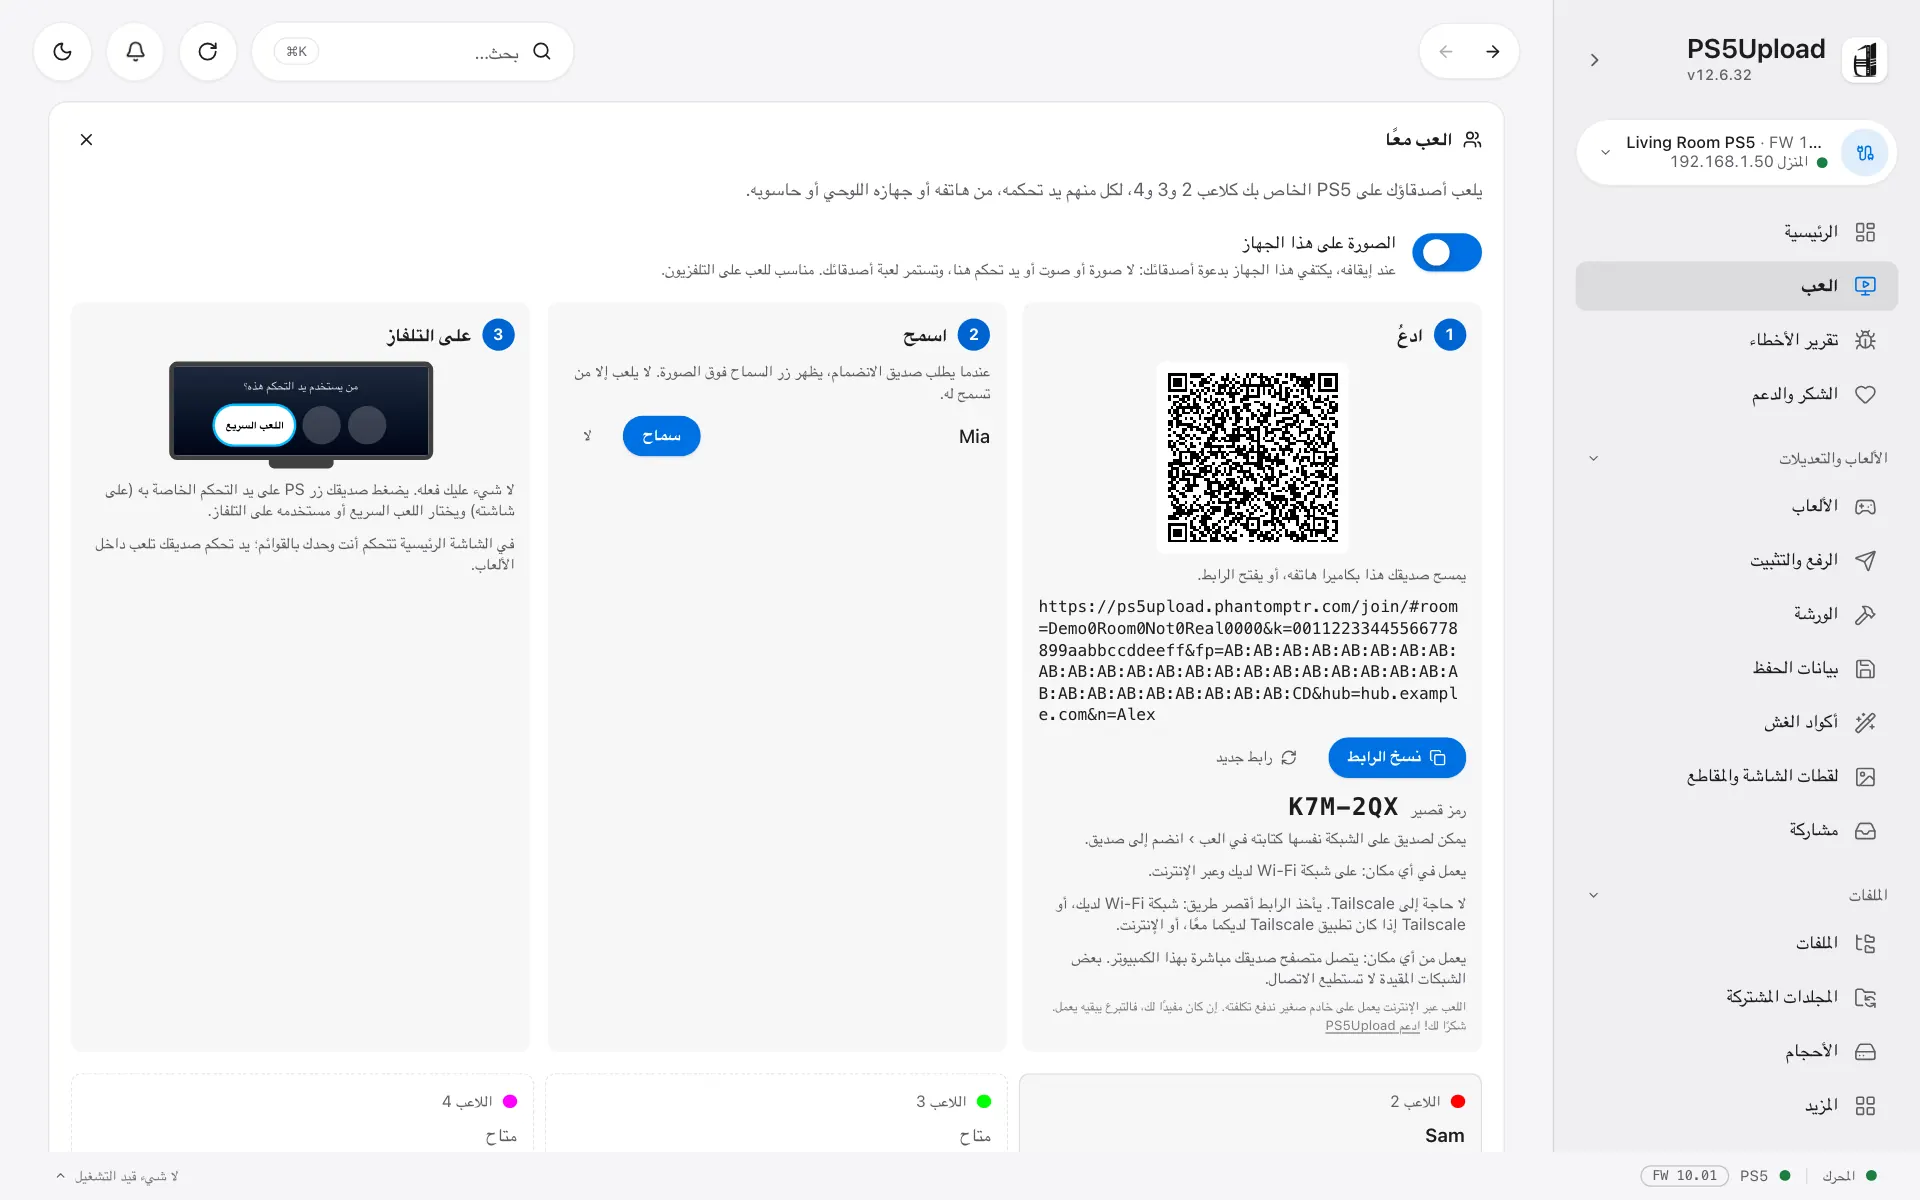 PS5Upload
v12.6.32
Living Room PS5 · FW 1...
المنزل 192.168.1.50
الرئيسية
العب
تقرير الأخطاء
الشكر والدعم
الألعاب والتعديلات
الألعاب
الرفع والتثبيت
الورشة
بيانات الحفظ
أكواد الغش
لقطات الشاشة والمقاطع
مشاركة
الملفات
الملفات
المجلدات المشتركة
الأحجام
المزيد
بحث...
⌘K
العب معًا
يلعب أصدقاؤك على PS5 الخاص بك كلاعب 2 و3 و4، لكل منهم يد تحكمه، من هاتفه أو جهازه اللوحي أو حاسوبه.
الصورة على هذا الجهاز
عند إيقافه، يكتفي هذا الجهاز بدعوة أصدقائك: لا صورة أو صوت أو يد تحكم هنا، وتستمر لعبة أصدقائك. مناسب للعب على التلفزيون.
1 ادعُ
يمسح صديقك هذا بكاميرا هاتفه، أو يفتح الرابط.
https://ps5upload.phantomptr.com/join/#room
=Demo0Room0Not0Real0000&k=00112233445566778
899aabbccddeeff&fp=AB:AB:AB:AB:AB:AB:AB:AB:
AB:AB:AB:AB:AB:AB:AB:AB:AB:AB:AB:AB:AB:AB:A
B:AB:AB:AB:AB:AB:AB:AB:AB:CD&hub=hub.exampl
e.com&n=Alex
نسخ الرابط
رابط جديد
رمز قصير K7M-2QX
يمكن لصديق على الشبكة نفسها كتابته في العب › انضم إلى صديق.
يعمل في أي مكان: على شبكة Wi-Fi لديك وعبر الإنترنت.
لا حاجة إلى Tailscale. يأخذ الرابط أقصر طريق: شبكة Wi-Fi لديك، أو
Tailscale إذا كان تطبيق Tailscale لديكما معًا، أو الإنترنت.
يعمل من أي مكان: يتصل متصفح صديقك مباشرة بهذا الكمبيوتر. بعض
الشبكات المقيدة لا تستطيع الاتصال.
اللعب عبر الإنترنت يعمل على خادم صغير ندفع تكلفته. إن كان مفيدًا لك، فالتبرع يبقيه يعمل.
شكرًا لك! ادعم PS5Upload
2 اسمح
عندما يطلب صديق الانضمام، يظهر زر السماح فوق الصورة. لا يلعب إلا من
تسمح له.
Mia
سماح
لا
3 على التلفاز
من يستخدم يد التحكم هذه؟
اللعب السريع
لا شيء عليك فعله. يضغط صديقك زر PS على يد التحكم الخاصة به (على
شاشته) ويختار اللعب السريع أو مستخدمه على التلفاز.
في الشاشة الرئيسية تتحكم أنت وحدك بالقوائم؛ يد تحكم صديقك تلعب داخل
الألعاب.
اللاعب 2
Sam
اللاعب 3
متاح
اللاعب 4
متاح
المحرك
PS5
FW 10.01
لا شيء قيد التشغيل